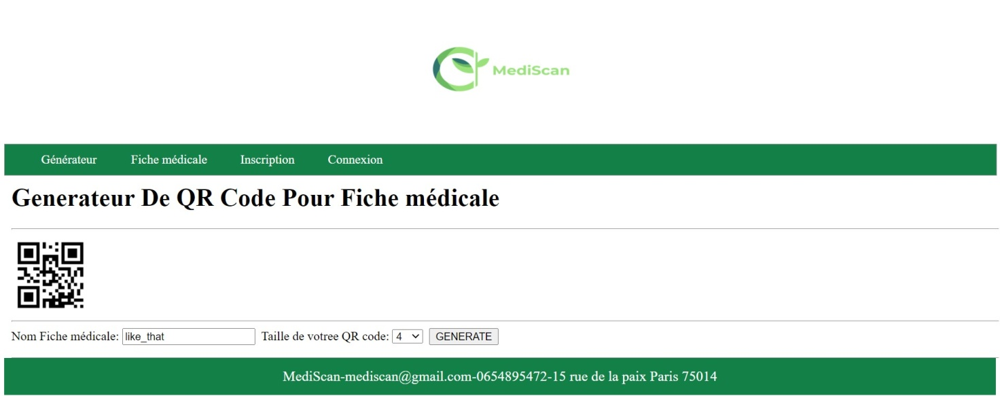 MediScan
Générateur Fiche médicale Inscription Connexion
Generateur De QR Code Pour Fiche médicale
Nom Fiche médicale: like_that Taille de votree QR code: 4 GENERATE
MediScan-mediscan@gmail.com-0654895472-15 rue de la paix Paris 75014